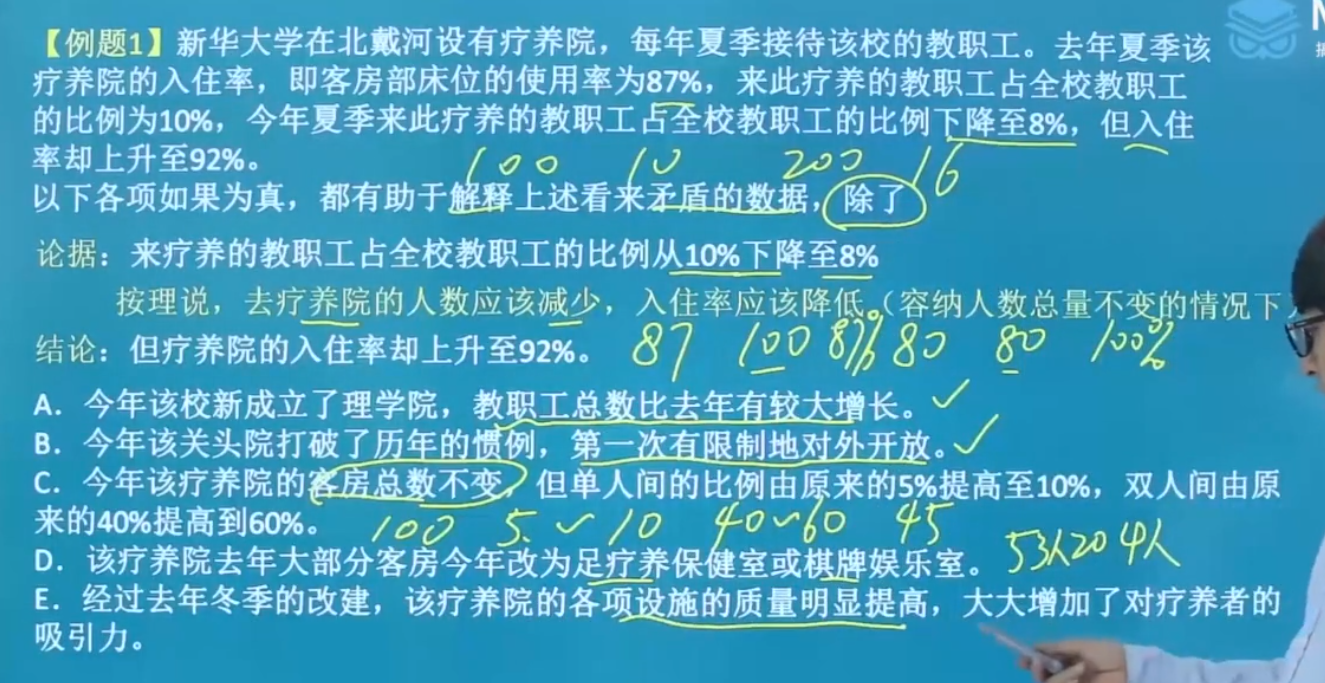 【例题1】新华大学在北戴河设有疗养院，每年夏季接待该校的教职工。去年夏季该
疗养院的入住率，即客房部床位的使用率为87%，来此疗养的教职工占全校教职工
的比例为10%，今年夏季来此疗养的教职工占全校教职工的比例下降至8%，但入住
率却上升至92%。
100 10 200 16
以下各项如果为真，都有助于解释上述看来矛盾的数据，除了
论据：来疗养的教职工占全校教职工的比例从10%下降至8%
按理说，去疗养院的人数应该减少，入住率应该降低。（容纳人数总量不变的情况下）
结论：但疗养院的入住率却上升至92%。
87 100 87% 80 80 100%
A．今年该校新成立了理学院，教职工总数比去年有较大增长。
B．今年该关头院打破了历年的惯例，第一次有限制地对外开放。
C．今年该疗养院的客房总数不变，但单人间的比例由原来的5%提高至10%，双人间由原
来的40%提高到60%。
100 5 10 40 60 45
D．该疗养院去年大部分客房今年改为足疗养保健室或棋牌娱乐室。
E．经过去年冬季的改建，该疗养院的各项设施的质量明显提高，大大增加了对疗养者的
吸引力。